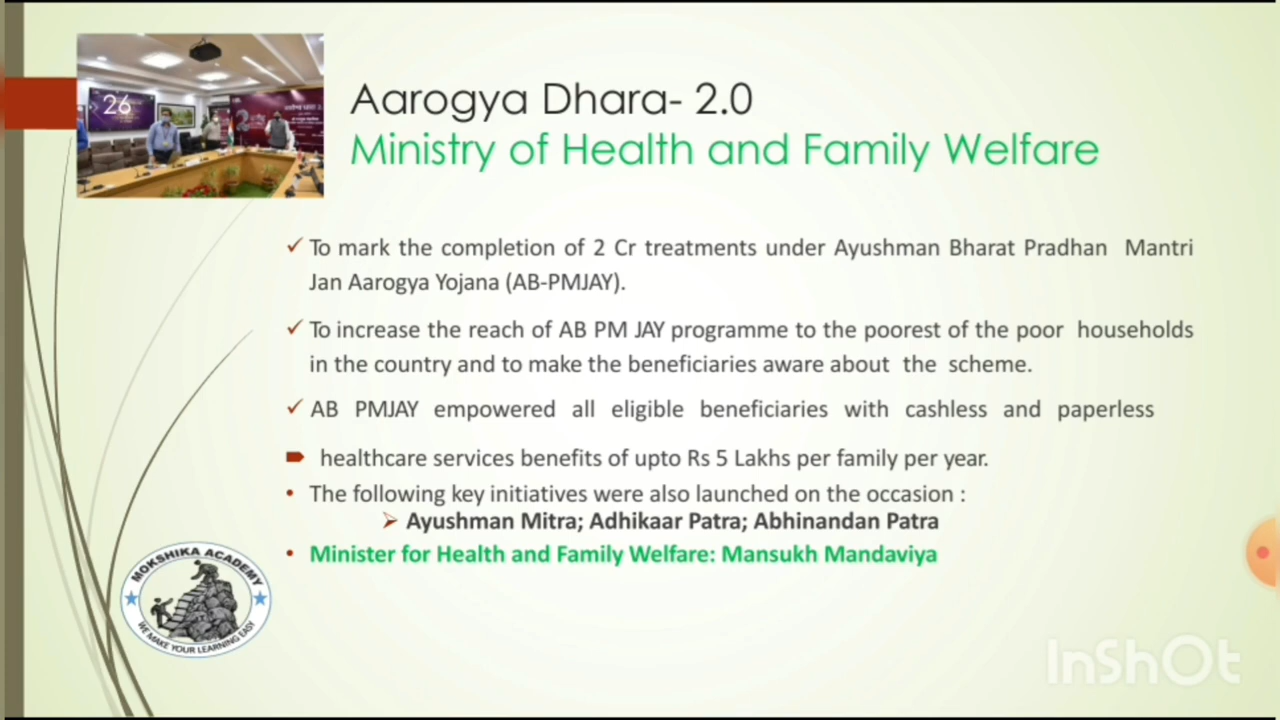 26
Aarogya Dhara- 2.0
Ministry of Health and Family Welfare
✓ To mark the completion of 2 Cr treatments under Ayushman Bharat Pradhan Mantri
Jan Aarogya Yojana (AB-PMJAY).
✓ To increase the reach of AB PM JAY programme to the poorest of the poor households
in the country and to make the beneficiaries aware about the scheme.
✓ AB PMJAY empowered all eligible beneficiaries with cashless and paperless
healthcare services benefits of upto Rs 5 Lakhs per family per year.
• The following key initiatives were also launched on the occasion :
➢ Ayushman Mitra; Adhikaar Patra; Abhinandan Patra
• Minister for Health and Family Welfare: Mansukh Mandaviya
MOKSHIKA ACADEMY
WE MAKE YOUR LEARNING EASY
InShOt